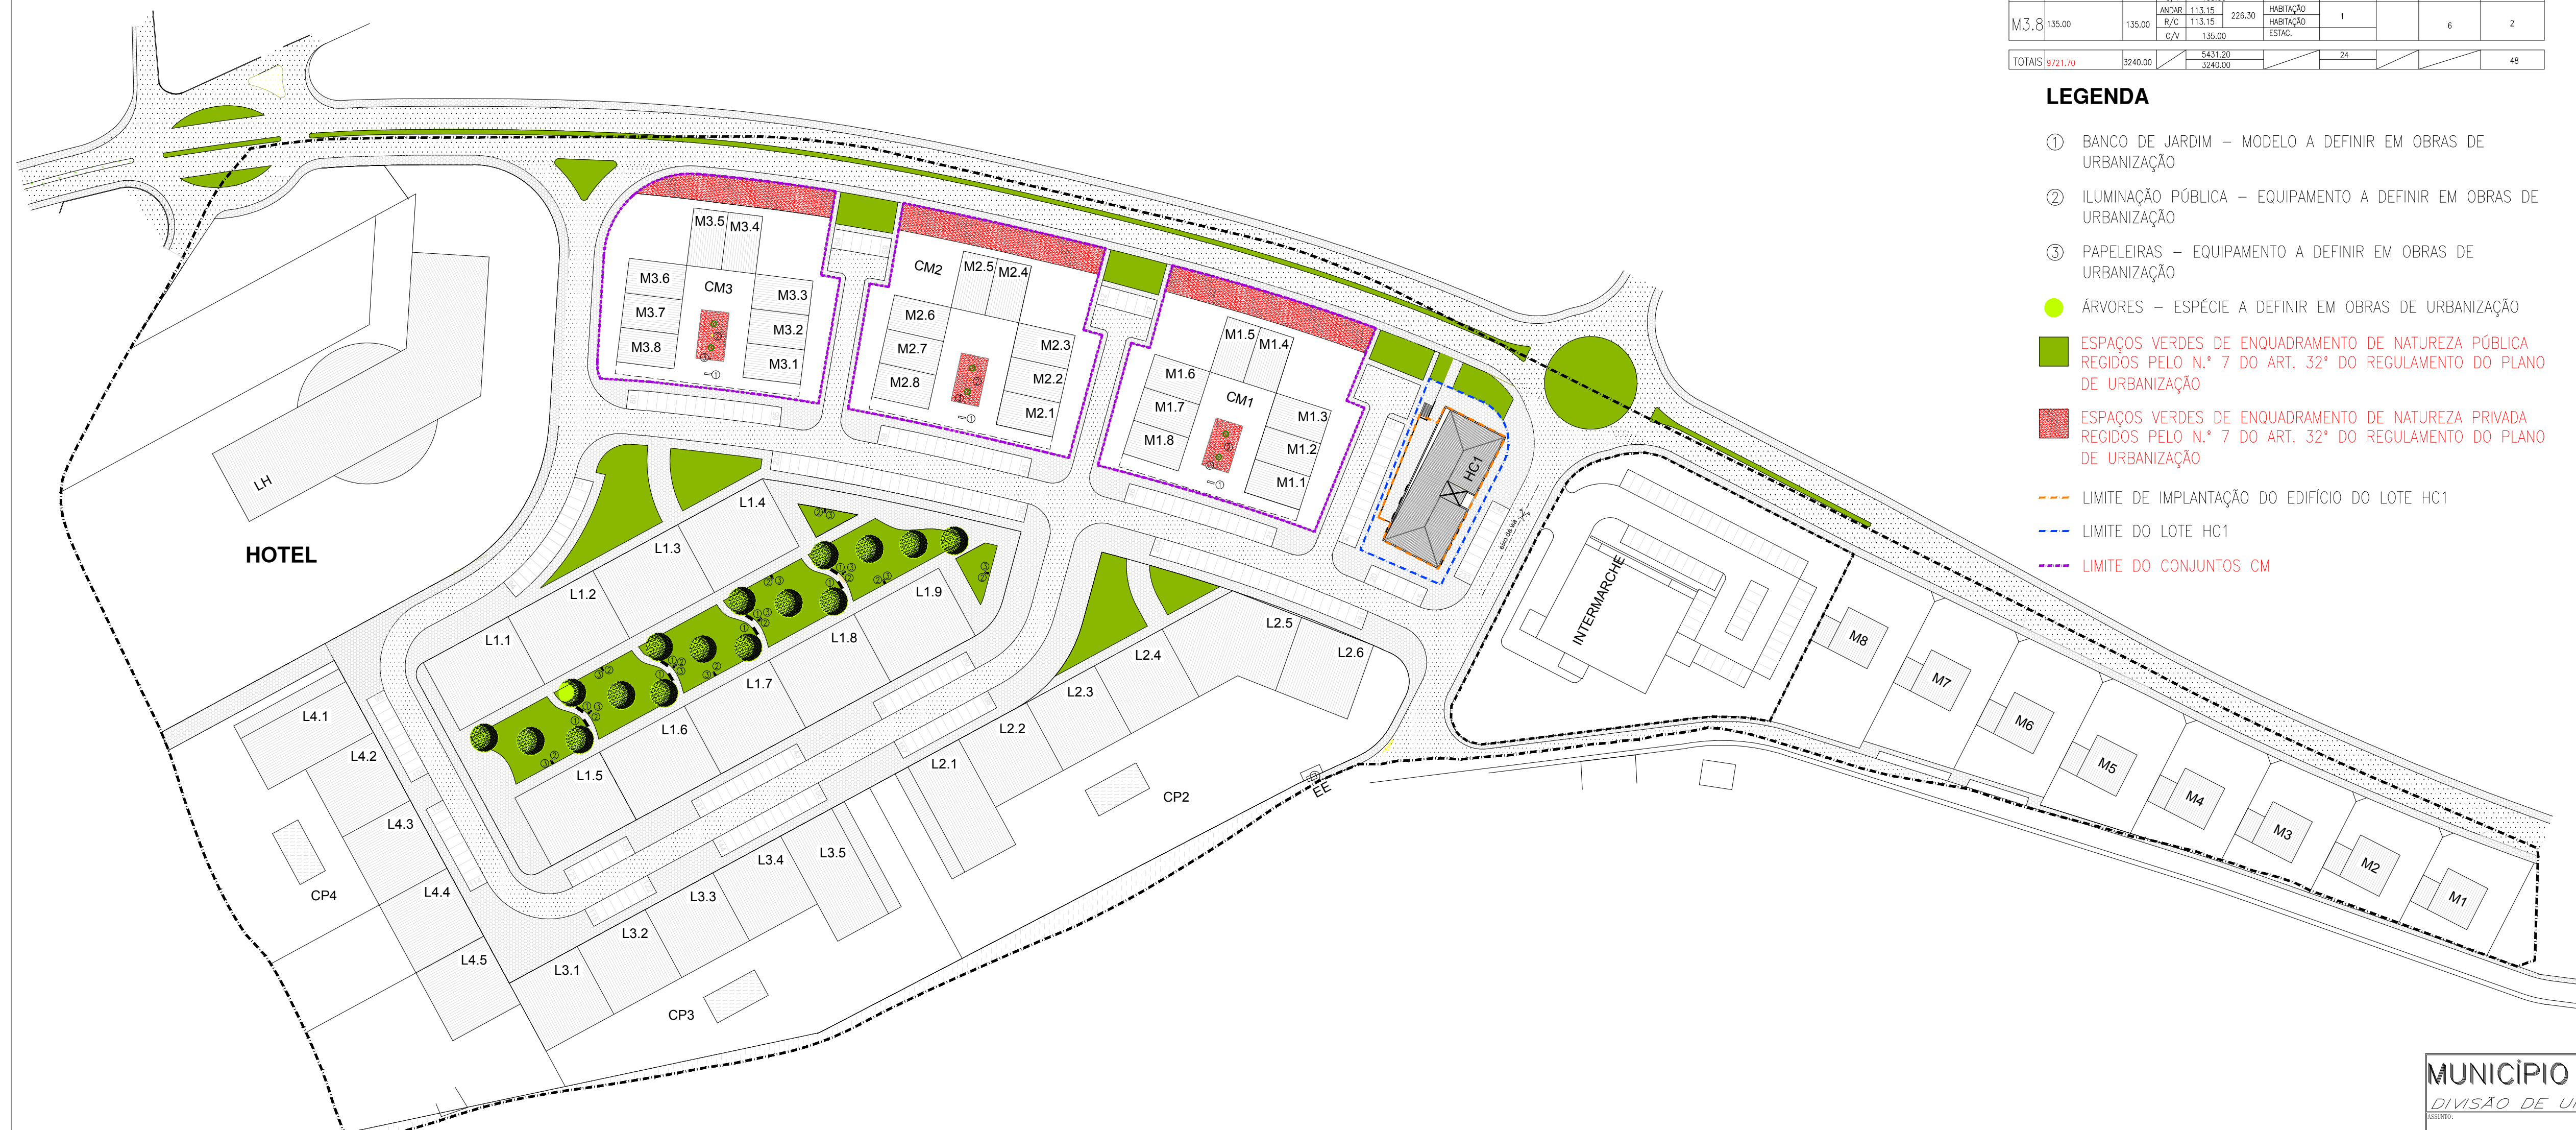 ANDAR 113.15 226.30 HABITAÇÃO 1
M3.8 135.00 135.00 R/C 113.15 HABITAÇÃO 6 2
C/V 135.00 ESTAC.
TOTAIS 9721.70 3240.00 5431.20 24 48
3240.00
LEGENDA
① BANCO DE JARDIM – MODELO A DEFINIR EM OBRAS DE
URBANIZAÇÃO
② ILUMINAÇÃO PÚBLICA – EQUIPAMENTO A DEFINIR EM OBRAS DE
URBANIZAÇÃO
③ PAPELEIRAS – EQUIPAMENTO A DEFINIR EM OBRAS DE
URBANIZAÇÃO
ÁRVORES – ESPÉCIE A DEFINIR EM OBRAS DE URBANIZAÇÃO
ESPAÇOS VERDES DE ENQUADRAMENTO DE NATUREZA PÚBLICA
REGIDOS PELO N.º 7 DO ART. 32º DO REGULAMENTO DO PLANO
DE URBANIZAÇÃO
ESPAÇOS VERDES DE ENQUADRAMENTO DE NATUREZA PRIVADA
REGIDOS PELO N.º 7 DO ART. 32º DO REGULAMENTO DO PLANO
DE URBANIZAÇÃO
LIMITE DE IMPLANTAÇÃO DO EDIFÍCIO DO LOTE HC1
LIMITE DO LOTE HC1
LIMITE DO CONJUNTOS CM
M3.5
M3.4
M3.6
CM3
M3.3
M3.7
M3.2
M3.8
M3.1
CM2
M2.5
M2.4
M2.6
M2.3
M2.7
M2.2
M2.8
M2.1
M1.5
M1.4
M1.6
CM1
M1.3
M1.7
M1.2
M1.8
M1.1
HC1
eixo da via
LH
HOTEL
L1.4
L1.3
L1.2
L1.1
L1.9
L1.8
L1.7
L1.6
L1.5
L2.6
L2.5
L2.4
L2.3
L2.2
L2.1
CP2
EE
INTERMARCHE
M8
M7
M6
M5
M4
M3
M2
M1
L4.1
L4.2
L4.3
L4.4
L4.5
CP4
L3.5
L3.4
L3.3
L3.2
L3.1
CP3
MUNICÍPIO
DIVISÃO DE U
ASSUNTO: